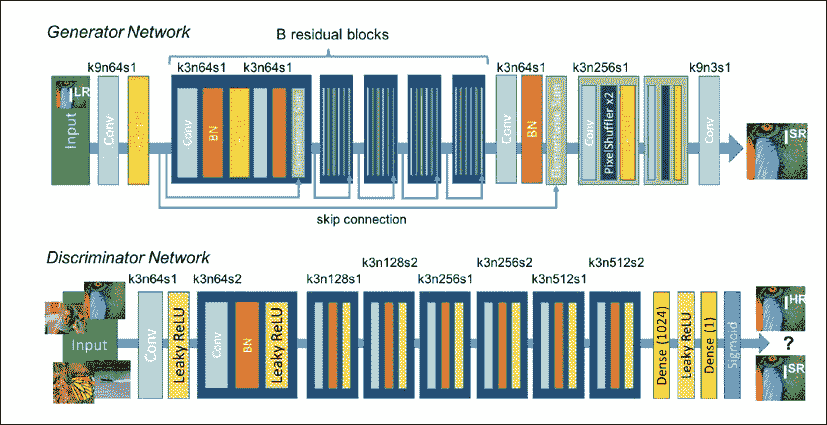 Generator Network
B residual blocks
k9n64s1
k3n64s1
k3n64s1
k3n64s1
k3n256s1
k9n3s1
I LR
Input
Conv
Conv
BN
Conv
BN
Conv
PixelShuffler x2
Conv
I SR
skip connection
Discriminator Network
k3n64s1
k3n64s2
k3n128s1
k3n128s2
k3n256s1
k3n256s2
k3n512s1
k3n512s2
Input
Conv
Leaky ReLU
Conv
BN
Leaky ReLU
Dense (1024)
Leaky ReLU
Dense (1)
Sigmoid
I HR
?
I SR